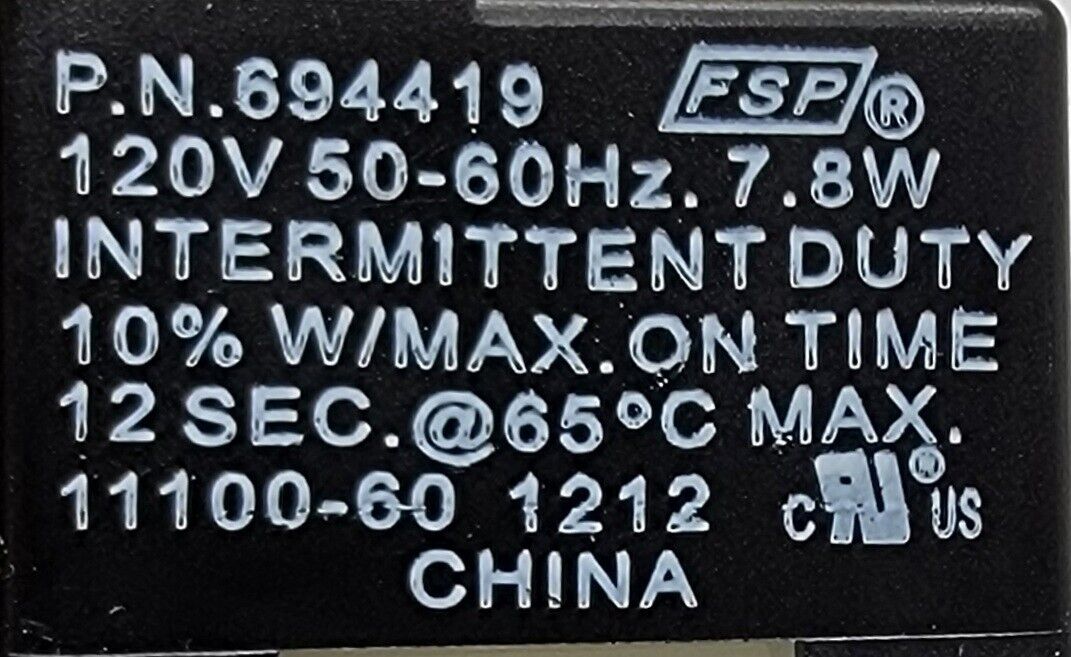 P.N.694419 FSP®
120V 50-60Hz. 7.8W
INTERMITTENT DUTY
10% W/MAX.ON TIME
12 SEC.@65°C MAX.
11100-60 1212 c RU® US
CHINA